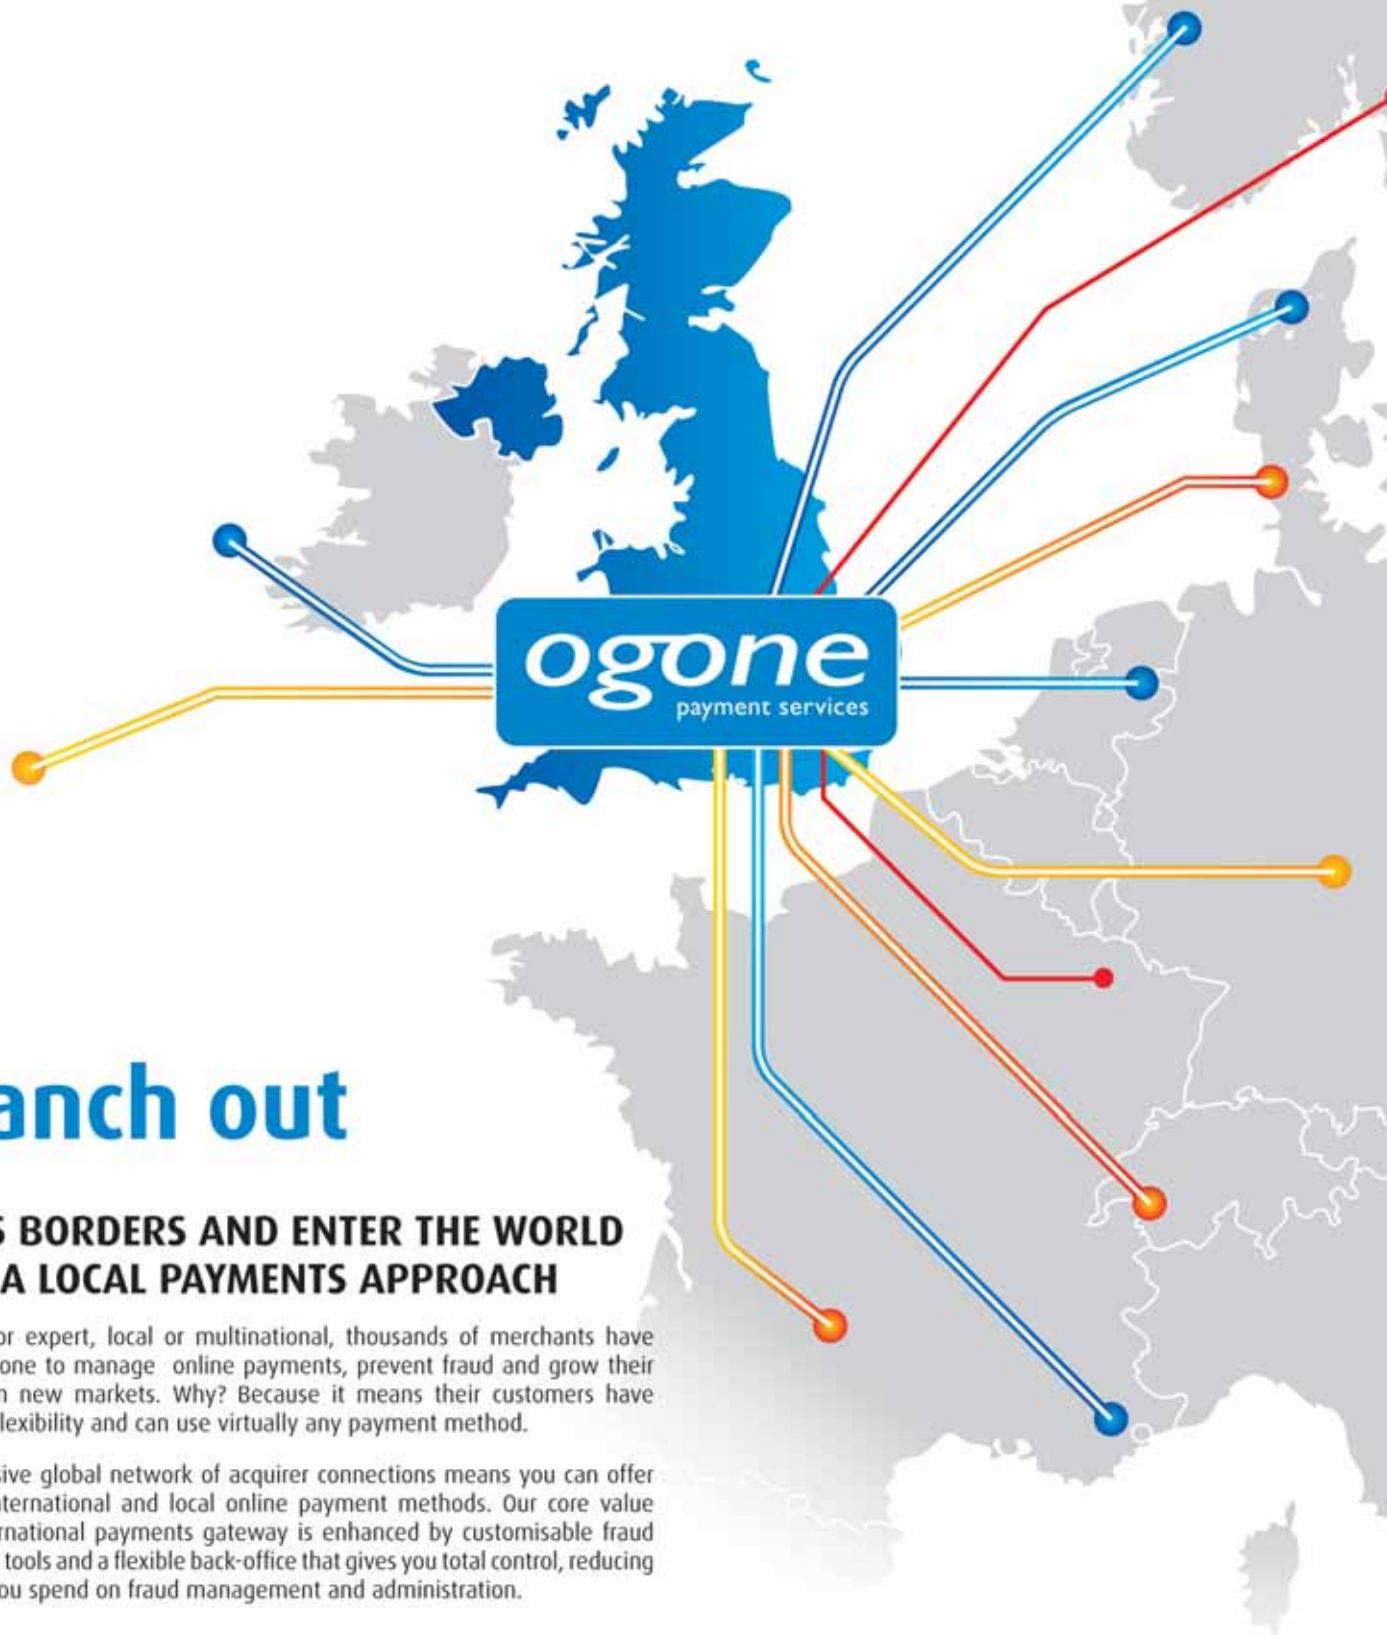 ogone
payment services
anch out
S BORDERS AND ENTER THE WORLD
A LOCAL PAYMENTS APPROACH
or expert, local or multinational, thousands of merchants have
one to manage online payments, prevent fraud and grow their
n new markets. Why? Because it means their customers have
lexibility and can use virtually any payment method.
sive global network of acquirer connections means you can offer
ternational and local online payment methods. Our core value
rnational payments gateway is enhanced by customisable fraud
tools and a flexible back-office that gives you total control, reducing
ou spend on fraud management and administration.